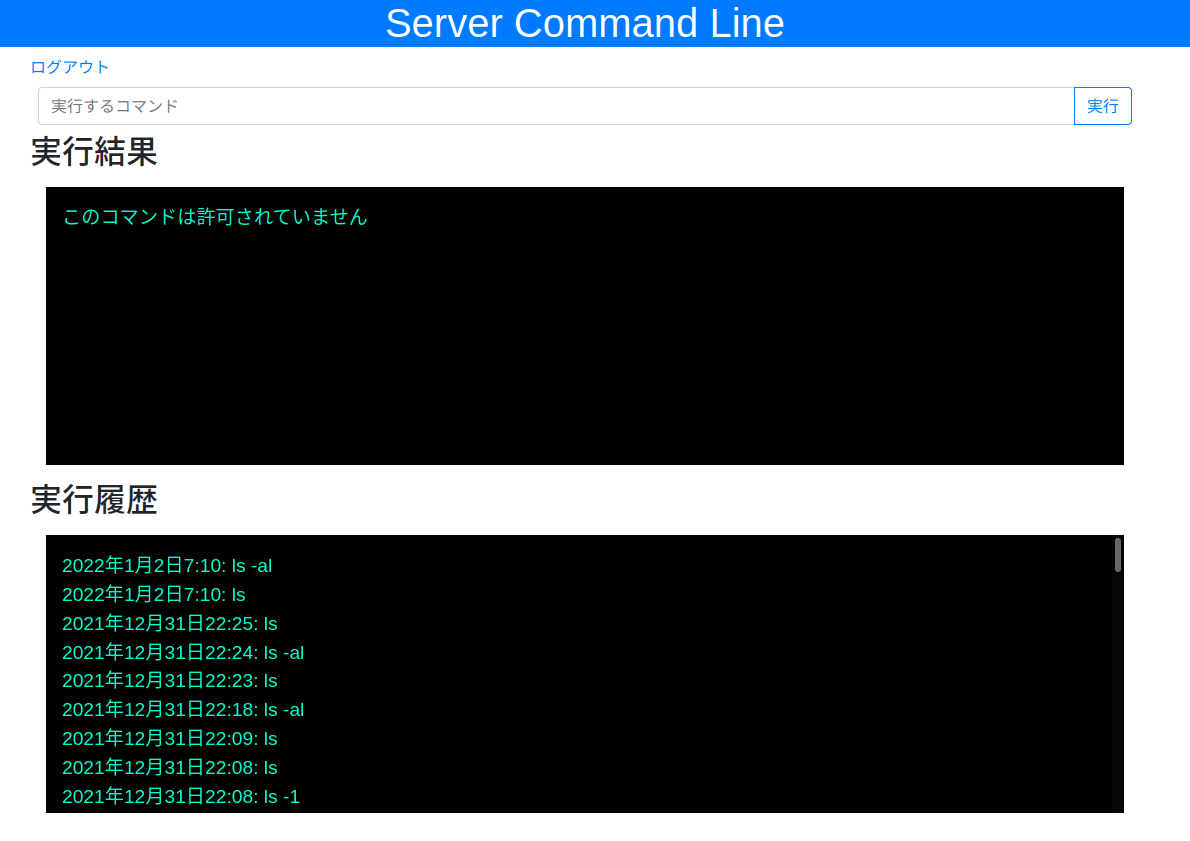 Server Command Line
ログアウト
実行するコマンド
実行
実行結果
このコマンドは許可されていません
実行履歴
2022年1月2日7:10: ls -al
2022年1月2日7:10: ls
2021年12月31日22:25: ls
2021年12月31日22:24: ls -al
2021年12月31日22:23: ls
2021年12月31日22:18: ls -al
2021年12月31日22:09: ls
2021年12月31日22:08: ls
2021年12月31日22:08: ls -1